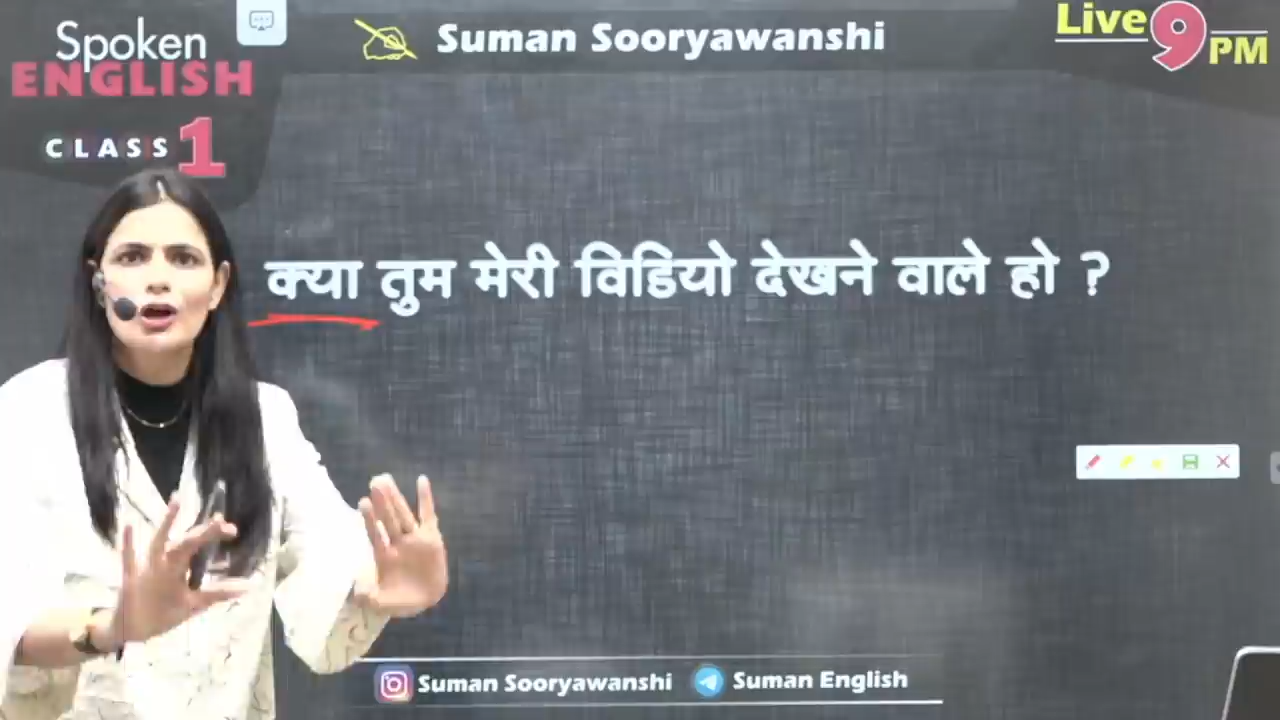 Spoken
ENGLISH
CLASS 1
Suman Sooryawanshi
Live 9 PM
क्या तुम मेरी विडियो देखने वाले हो ?
Suman Sooryawanshi
Suman English